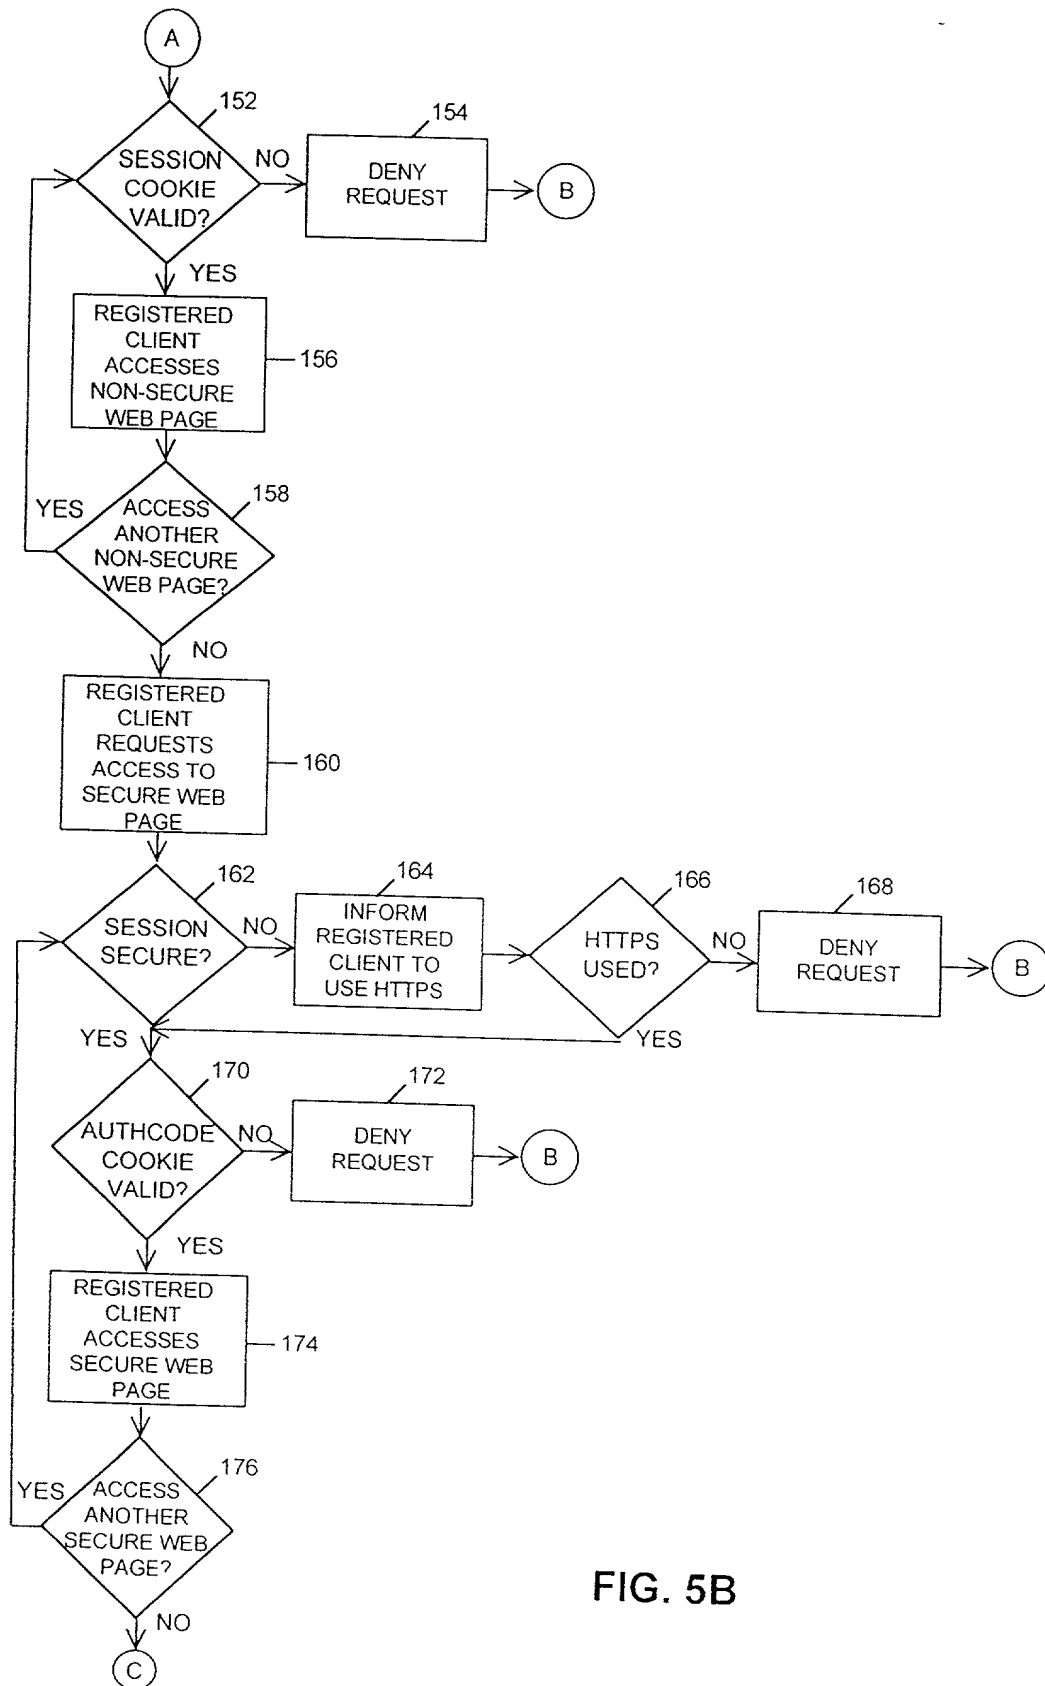 A
152
SESSION
COOKIE
VALID?
NO
154
DENY
REQUEST
B
YES
REGISTERED
CLIENT
ACCESSES
NON-SECURE
WEB PAGE
156
YES
158
ACCESS
ANOTHER
NON-SECURE
WEB PAGE?
NO
REGISTERED
CLIENT
REQUESTS
ACCESS TO
SECURE WEB
PAGE
160
162
SESSION
SECURE?
NO
164
INFORM
REGISTERED
CLIENT TO
USE HTTPS
166
HTTPS
USED?
NO
168
DENY
REQUEST
B
YES
YES
170
AUTHCODE
COOKIE
VALID?
NO
172
DENY
REQUEST
B
YES
REGISTERED
CLIENT
ACCESSES
SECURE WEB
PAGE
174
YES
176
ACCESS
ANOTHER
SECURE WEB
PAGE?
NO
C
FIG. 5B